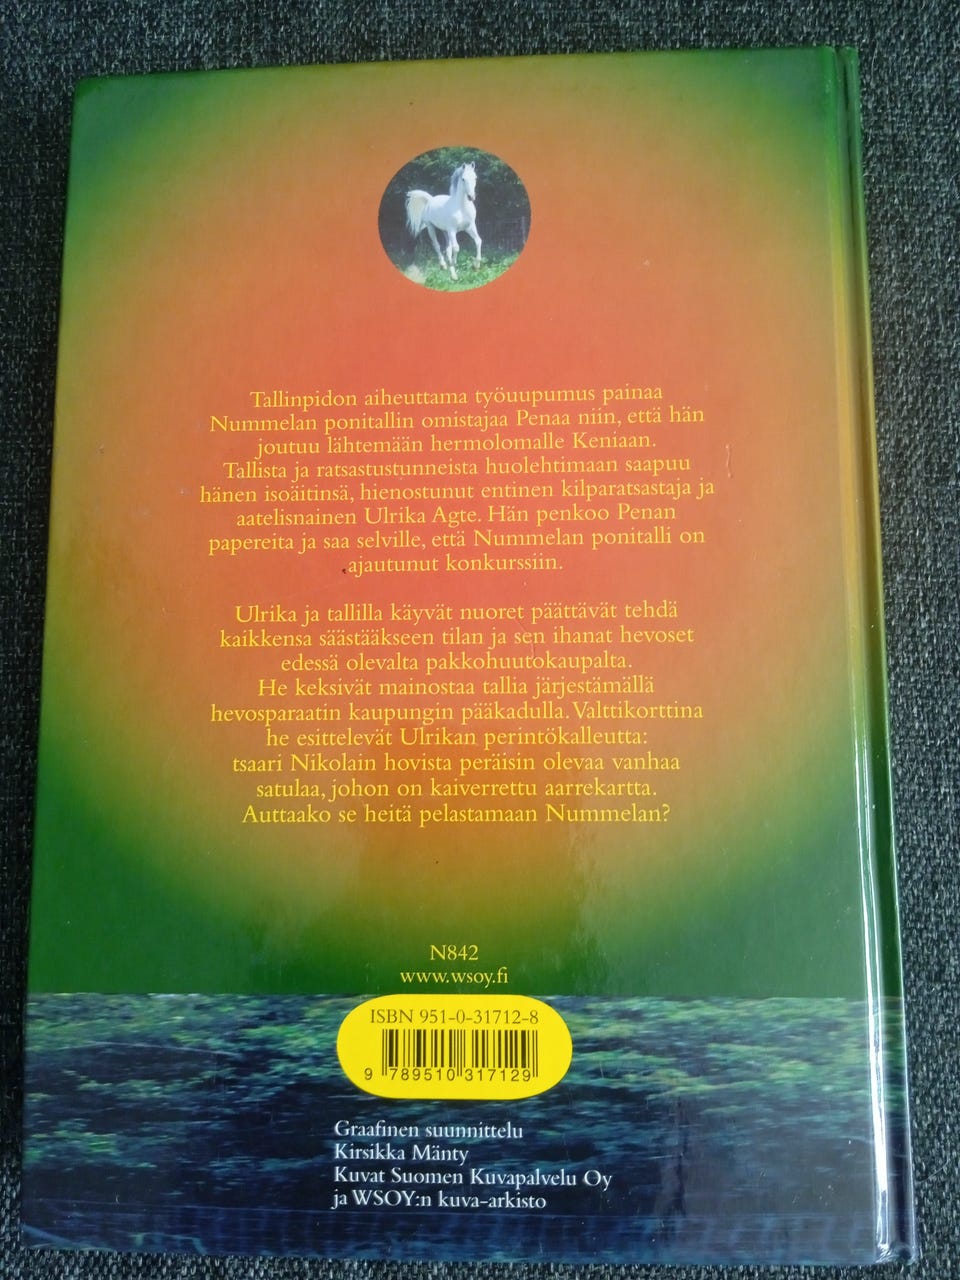 Tallinpidon aiheuttama työuupumus painaa
Nummelan ponitallin omistajaa Penaa niin, että hän
joutuu lähtemään hermolomalle Keniaan.
Tallista ja ratsastustunneista huolehtimaan saapuu
hänen isoäitinsä, hienostunut entinen kilparatsastaja ja
aatelisnainen Ulrika Agte. Hän penkoo Penan
papereita ja saa selville, että Nummelan ponitalli on
ajautunut konkurssiin.
Ulrika ja tallilla käyvät nuoret päättävät tehdä
kaikkensa säästääkseen tilan ja sen ihanat hevoset
edessä olevalta pakkohuutokaupalta.
He keksivät mainostaa tallia järjestämällä
hevosparaatin kaupungin pääkadulla. Valttikorttina
he esittelevät Ulrikan perintökalleutta:
tsaari Nikolain hovista peräisin olevaa vanhaa
satulaa, johon on kaiverrettu aarrekartta.
Auttaako se heitä pelastamaan Nummelan?
N842
www.wsoy.fi
ISBN 951-0-31712-8
9 789510 317129
Graafinen suunnittelu
Kirsikka Mänty
Kuvat Suomen Kuvapalvelu Oy
ja WSOY:n kuva-arkisto